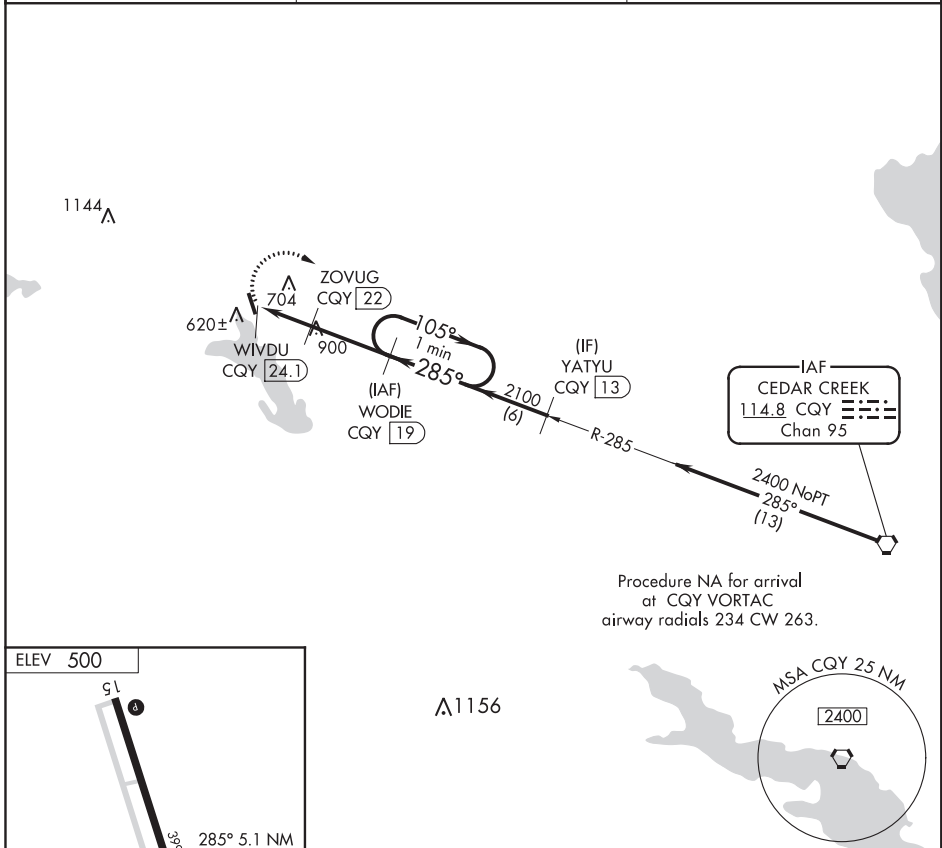 1144
704
ZOVUG
CQY 22
620±
900
WIVDU
CQY 24.1
105°
1 min
285°
(IAF)
WODIE
CQY 19
2100
(6)
(IF)
YATYU
CQY 13
R-285
IAF
CEDAR CREEK
114.8 CQY
Chan 95
2400 NoPT
285°
(13)
Procedure NA for arrival
at CQY VORTAC
airway radials 234 CW 263.
ELEV 500
15
P
285° 5.1 NM
1156
MSA CQY 25 NM
2400